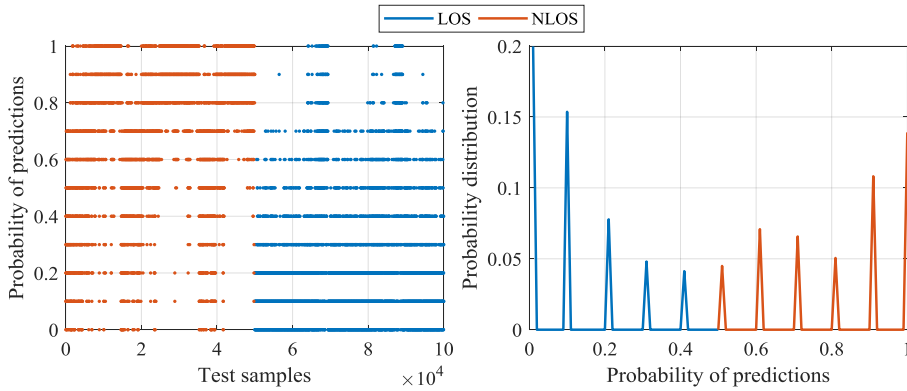 LOS NLOS
Probability of predictions
1
0.8
0.6
0.4
0.2
0
0 2 4 6 8 10
Test samples
× 10^4
Probability distribution
0.2
0.15
0.1
0.05
0
0 0.2 0.4 0.6 0.8 1
Probability of predictions